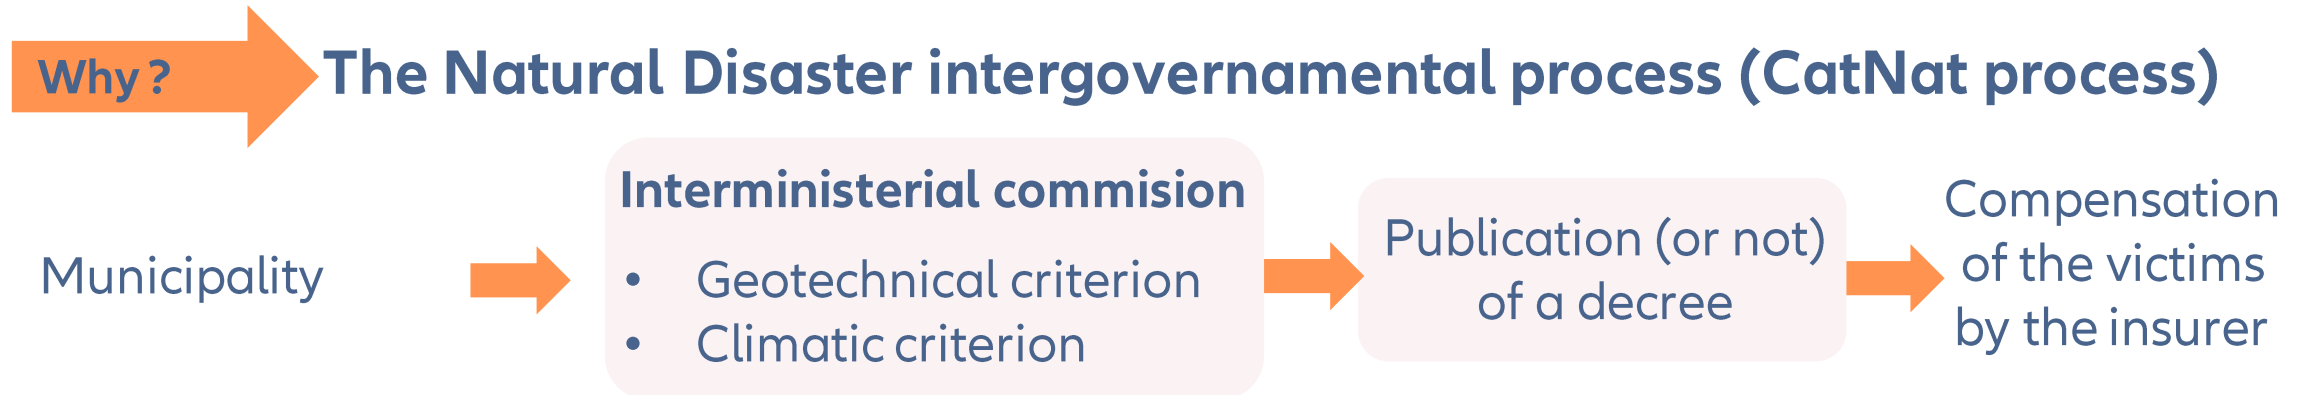 Why ?
The Natural Disaster intergovernamental process (CatNat process)
Municipality
Interministerial commision
• Geotechnical criterion
• Climatic criterion
Publication (or not)
of a decree
Compensation
of the victims
by the insurer